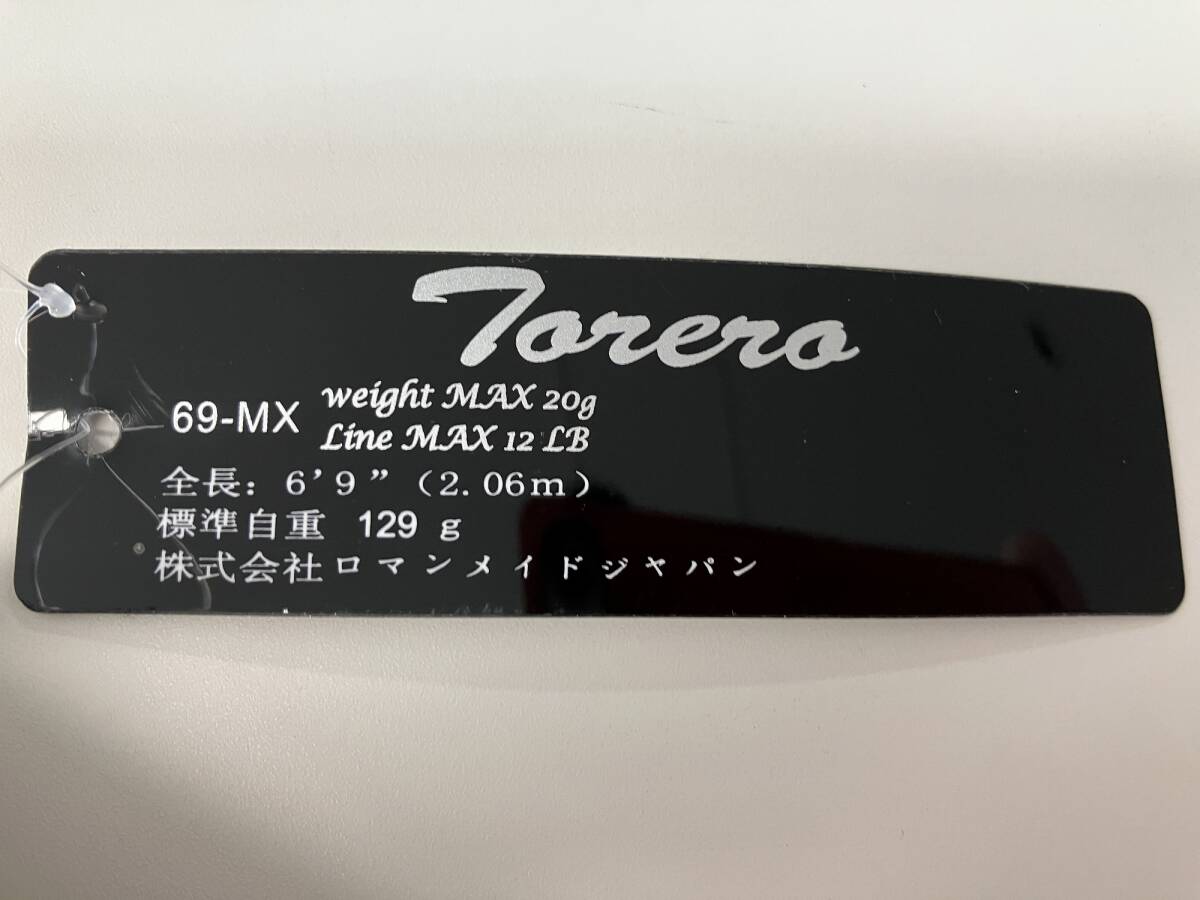 Torero
69-MX
weight MAX 20g
Line MAX 12 LB
全長：6’9”（2.06m）
標準自重 129 g
株式会社ロマンメイドジャパン